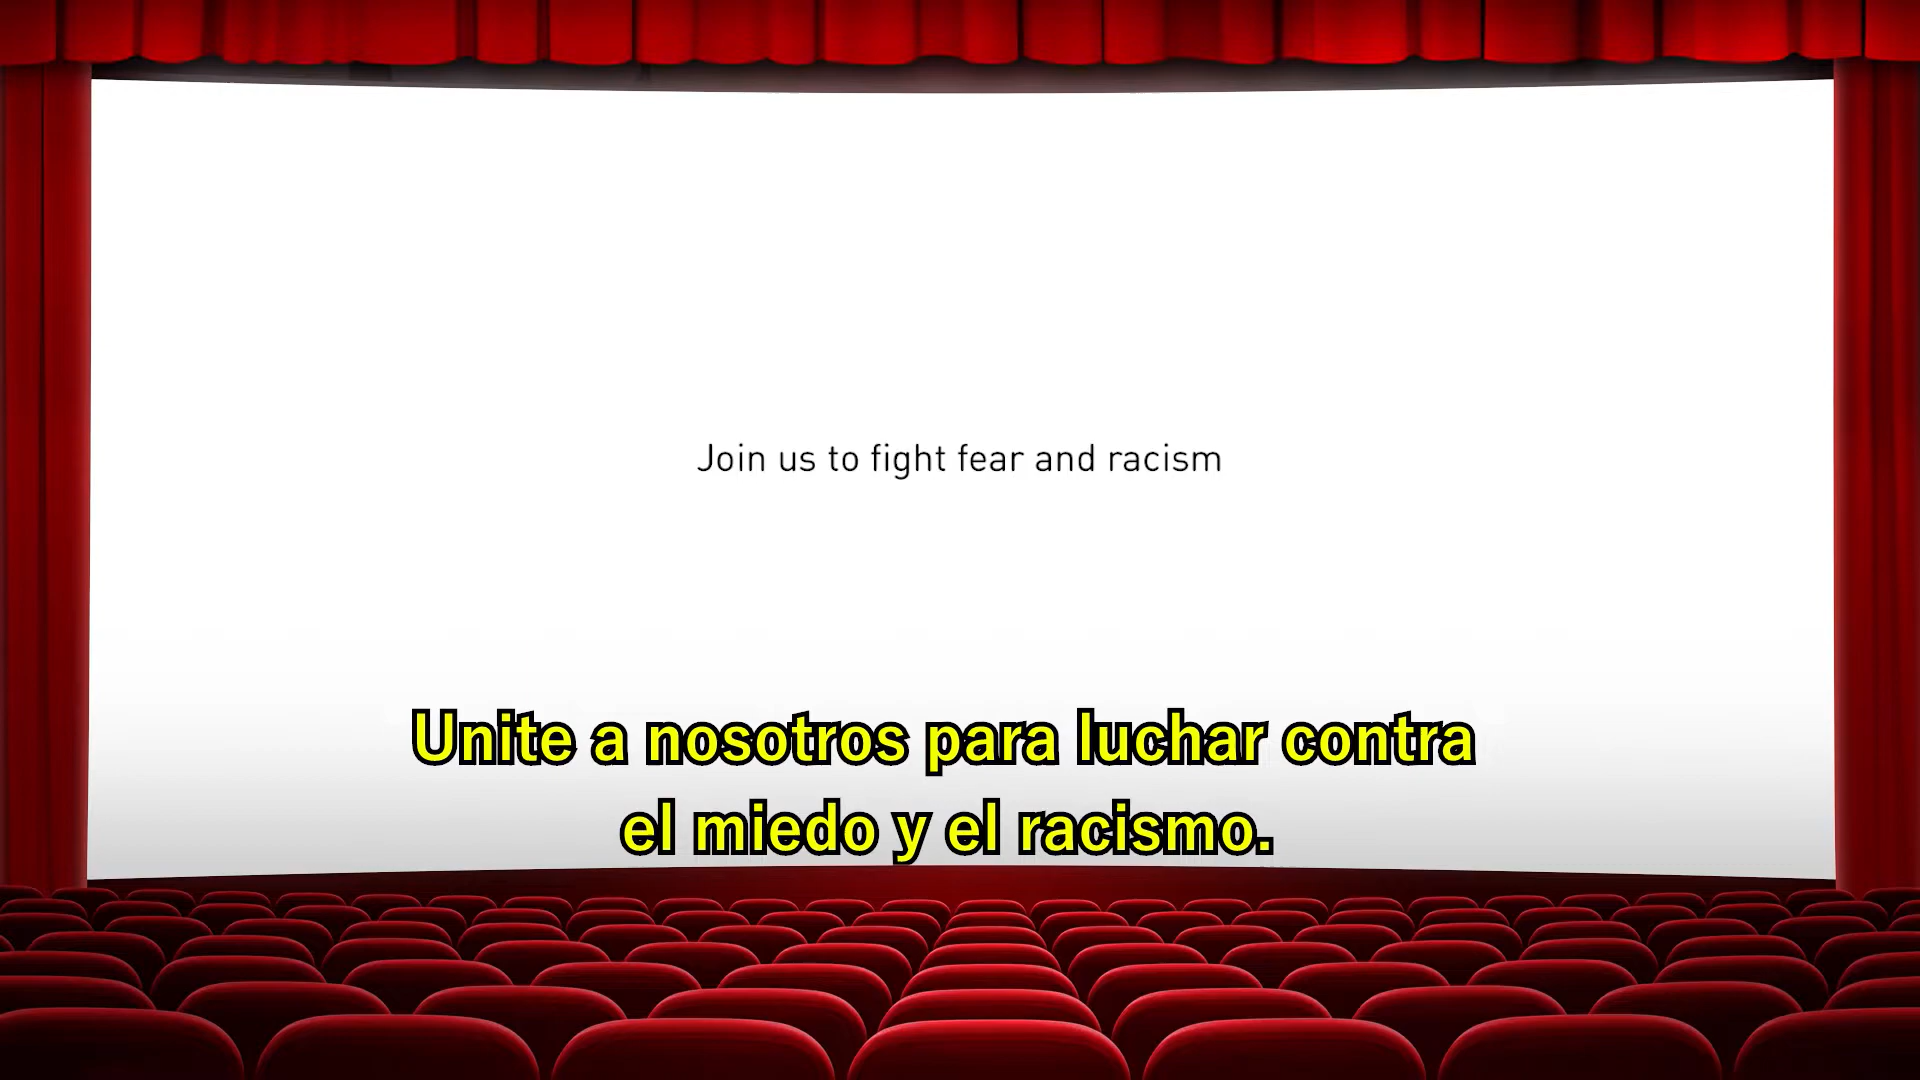 Join us to fight fear and racism
Unite a nosotros para luchar contra
el miedo y el racismo.